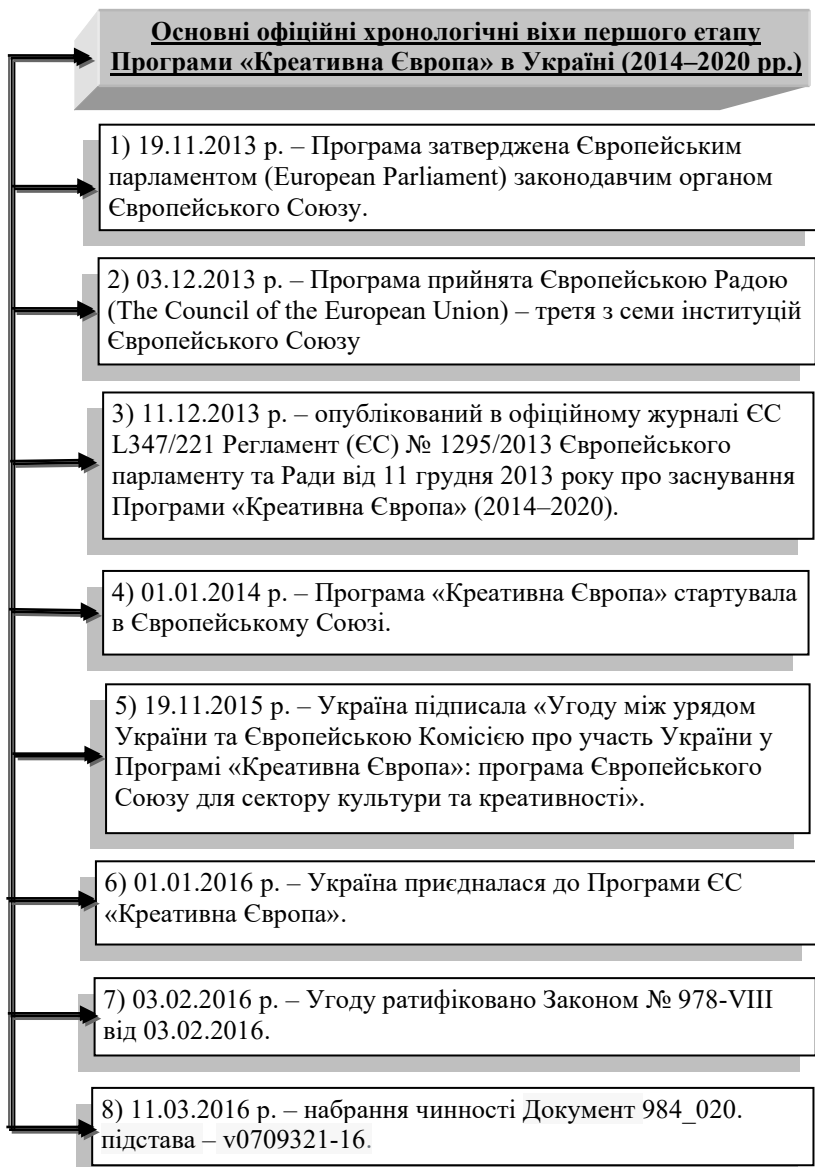 Основні офіційні хронологічні віхи першого етапу
Програми «Креативна Європа» в Україні (2014–2020 рр.)
1) 19.11.2013 р. – Програма затверджена Європейським
парламентом (European Parliament) законодавчим органом
Європейського Союзу.
2) 03.12.2013 р. – Програма прийнята Європейською Радою
(The Council of the European Union) – третя з семи інституцій
Європейського Союзу
3) 11.12.2013 р. – опублікований в офіційному журналі ЄС
L347/221 Регламент (ЄС) № 1295/2013 Європейського
парламенту та Ради від 11 грудня 2013 року про заснування
Програми «Креативна Європа» (2014–2020).
4) 01.01.2014 р. – Програма «Креативна Європа» стартувала
в Європейському Союзі.
5) 19.11.2015 р. – Україна підписала «Угоду між урядом
України та Європейською Комісією про участь України у
Програмі «Креативна Європа»: програма Європейського
Союзу для сектору культури та креативності».
6) 01.01.2016 р. – Україна приєдналася до Програми ЄС
«Креативна Європа».
7) 03.02.2016 р. – Угоду ратифіковано Законом № 978-VIII
від 03.02.2016.
8) 11.03.2016 р. – набрання чинності Документ 984_020.
підстава – v0709321-16.